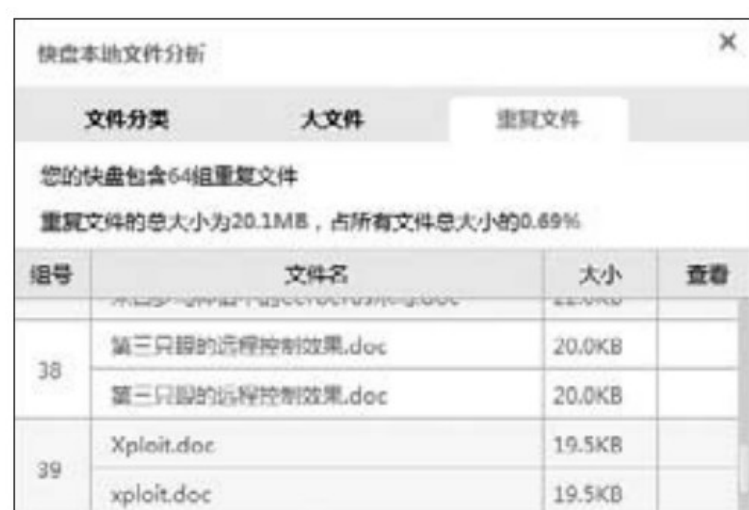 快盘本地文件分析 ×
文件分类 大文件 重复文件
您的快盘包含64组重复文件
重复文件的总大小为20.1MB，占所有文件总大小的0.69%
组号 文件名 大小 查看
38 第三只眼的远程控制效果.doc 20.0KB
第三只眼的远程控制效果.doc 20.0KB
39 Xploit.doc 19.5KB
xploit.doc 19.5KB